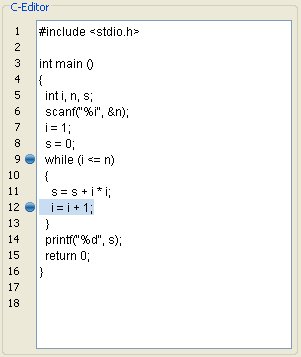 C-Editor
1 #include <stdio.h>
2
3 int main ()
4 {
5 int i, n, s;
6 scanf("%i", &n);
7 i = 1;
8 s = 0;
9 while (i <= n)
10 {
11 s = s + i * i;
12 i = i + 1;
13 }
14 printf("%d", s);
15 return 0;
16 }
17
18